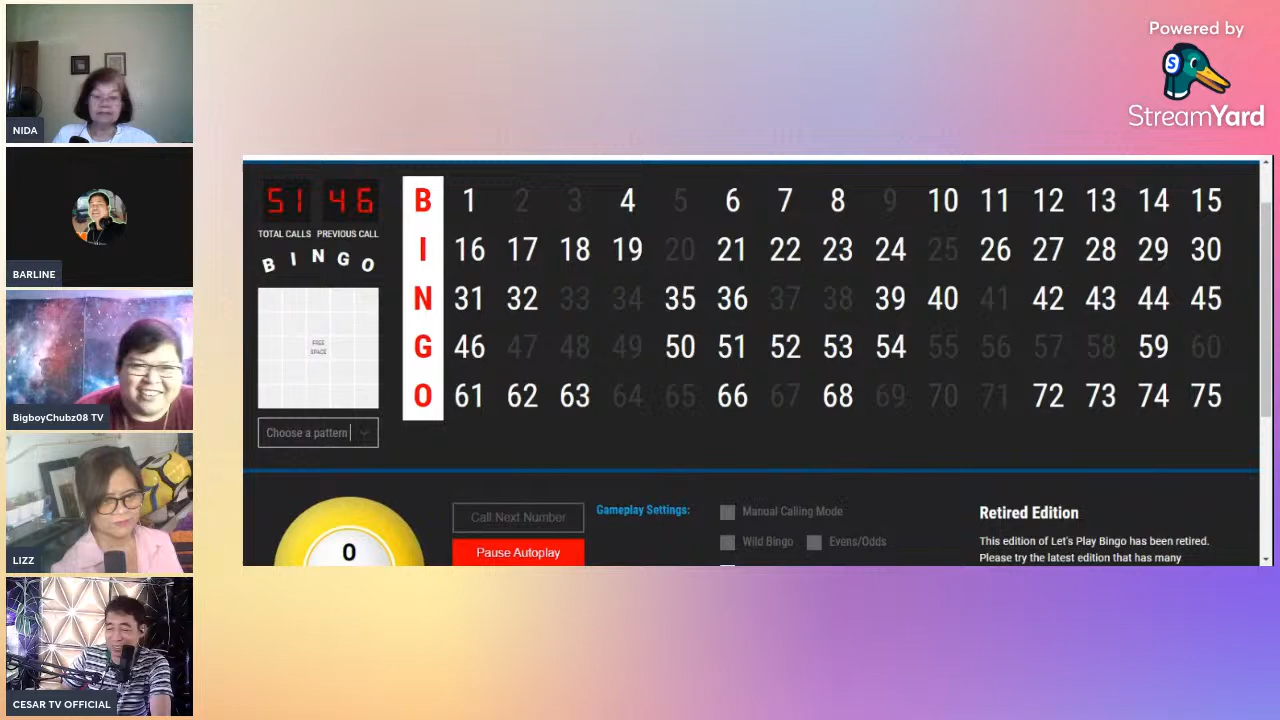 Powered by
StreamYard
NIDA
BARLINE
BigboyChubz08 TV
LIZZ
CESAR TV OFFICIAL
51 46
TOTAL CALLS PREVIOUS CALL
B I N G O
FREE
SPACE
Choose a pattern
B 1 2 3 4 5 6 7 8 9 10 11 12 13 14 15
I 16 17 18 19 20 21 22 23 24 25 26 27 28 29 30
N 31 32 33 34 35 36 37 38 39 40 41 42 43 44 45
G 46 47 48 49 50 51 52 53 54 55 56 57 58 59 60
O 61 62 63 64 65 66 67 68 69 70 71 72 73 74 75
O
Call Next Number
Pause Autoplay
Gameplay Settings:
Manual Calling Mode
Wild Bingo Evens/Odds
Retired Edition
This edition of Let's Play Bingo has been retired.
Please try the latest edition that has many